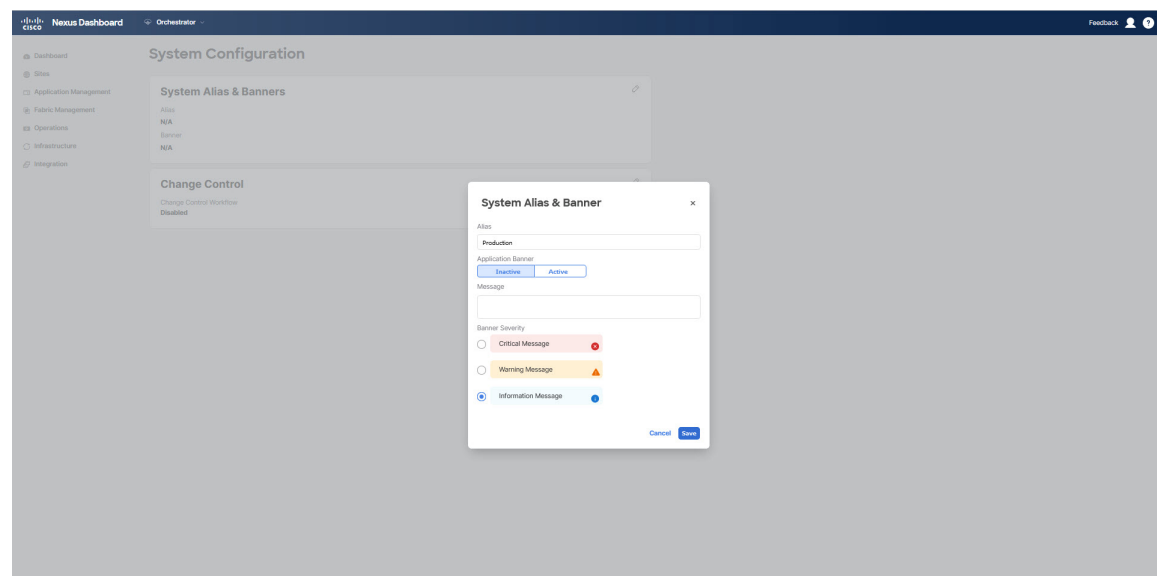 CISCO Nexus Dashboard Orchestrator Feedback ?
Dashboard
Sites
Application Management
Fabric Management
Operations
Infrastructure
Integration
System Configuration
System Alias & Banners
Alias
N/A
Banner
N/A
Change Control
Change Control Workflow
Disabled
System Alias & Banner ×
Alias
Production
Application Banner
Inactive Active
Message
Banner Severity
Critical Message
Warning Message
Information Message
Cancel Save